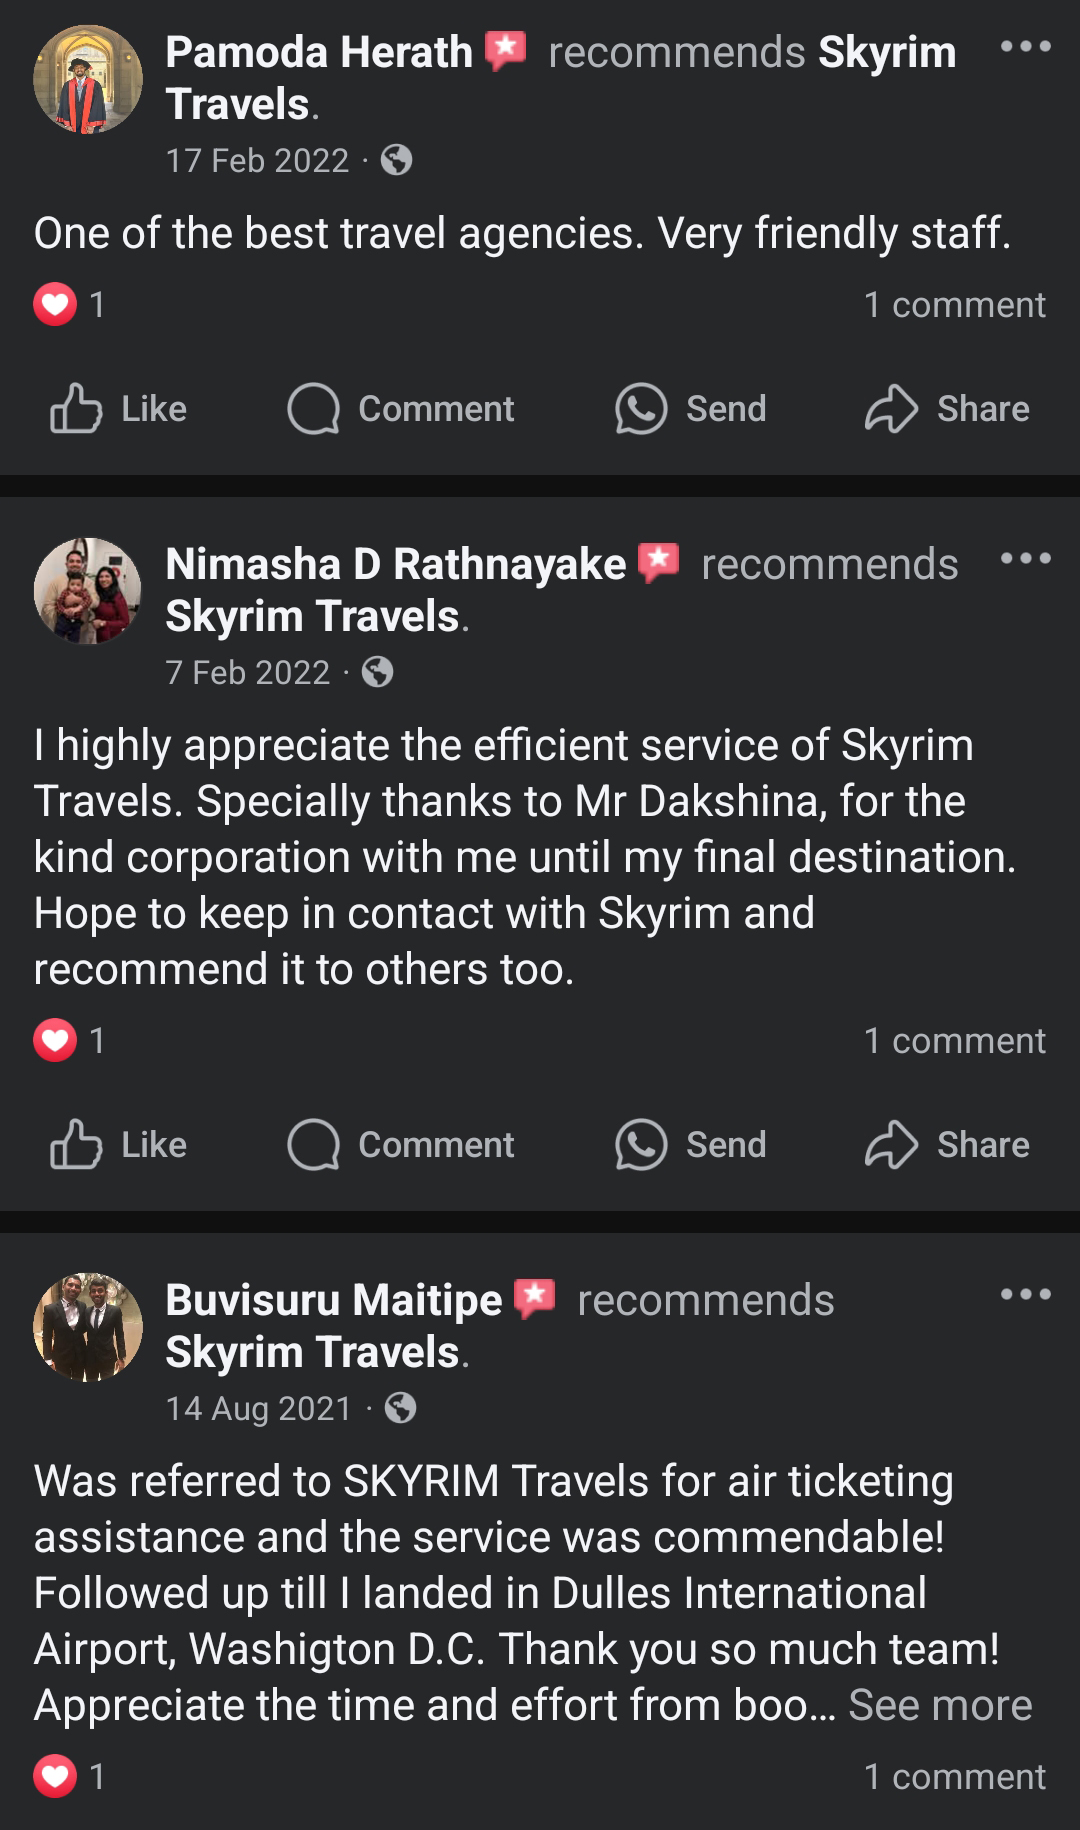 Pamoda Herath recommends Skyrim
Travels.
17 Feb 2022 ·
One of the best travel agencies. Very friendly staff.
1 1 comment
Like Comment Send Share
Nimasha D Rathnayake recommends
Skyrim Travels.
7 Feb 2022 ·
I highly appreciate the efficient service of Skyrim
Travels. Specially thanks to Mr Dakshina, for the
kind corporation with me until my final destination.
Hope to keep in contact with Skyrim and
recommend it to others too.
1 1 comment
Like Comment Send Share
Buvisuru Maitipe recommends
Skyrim Travels.
14 Aug 2021 ·
Was referred to SKYRIM Travels for air ticketing
assistance and the service was commendable!
Followed up till I landed in Dulles International
Airport, Washigton D.C. Thank you so much team!
Appreciate the time and effort from boo... See more
1 1 comment